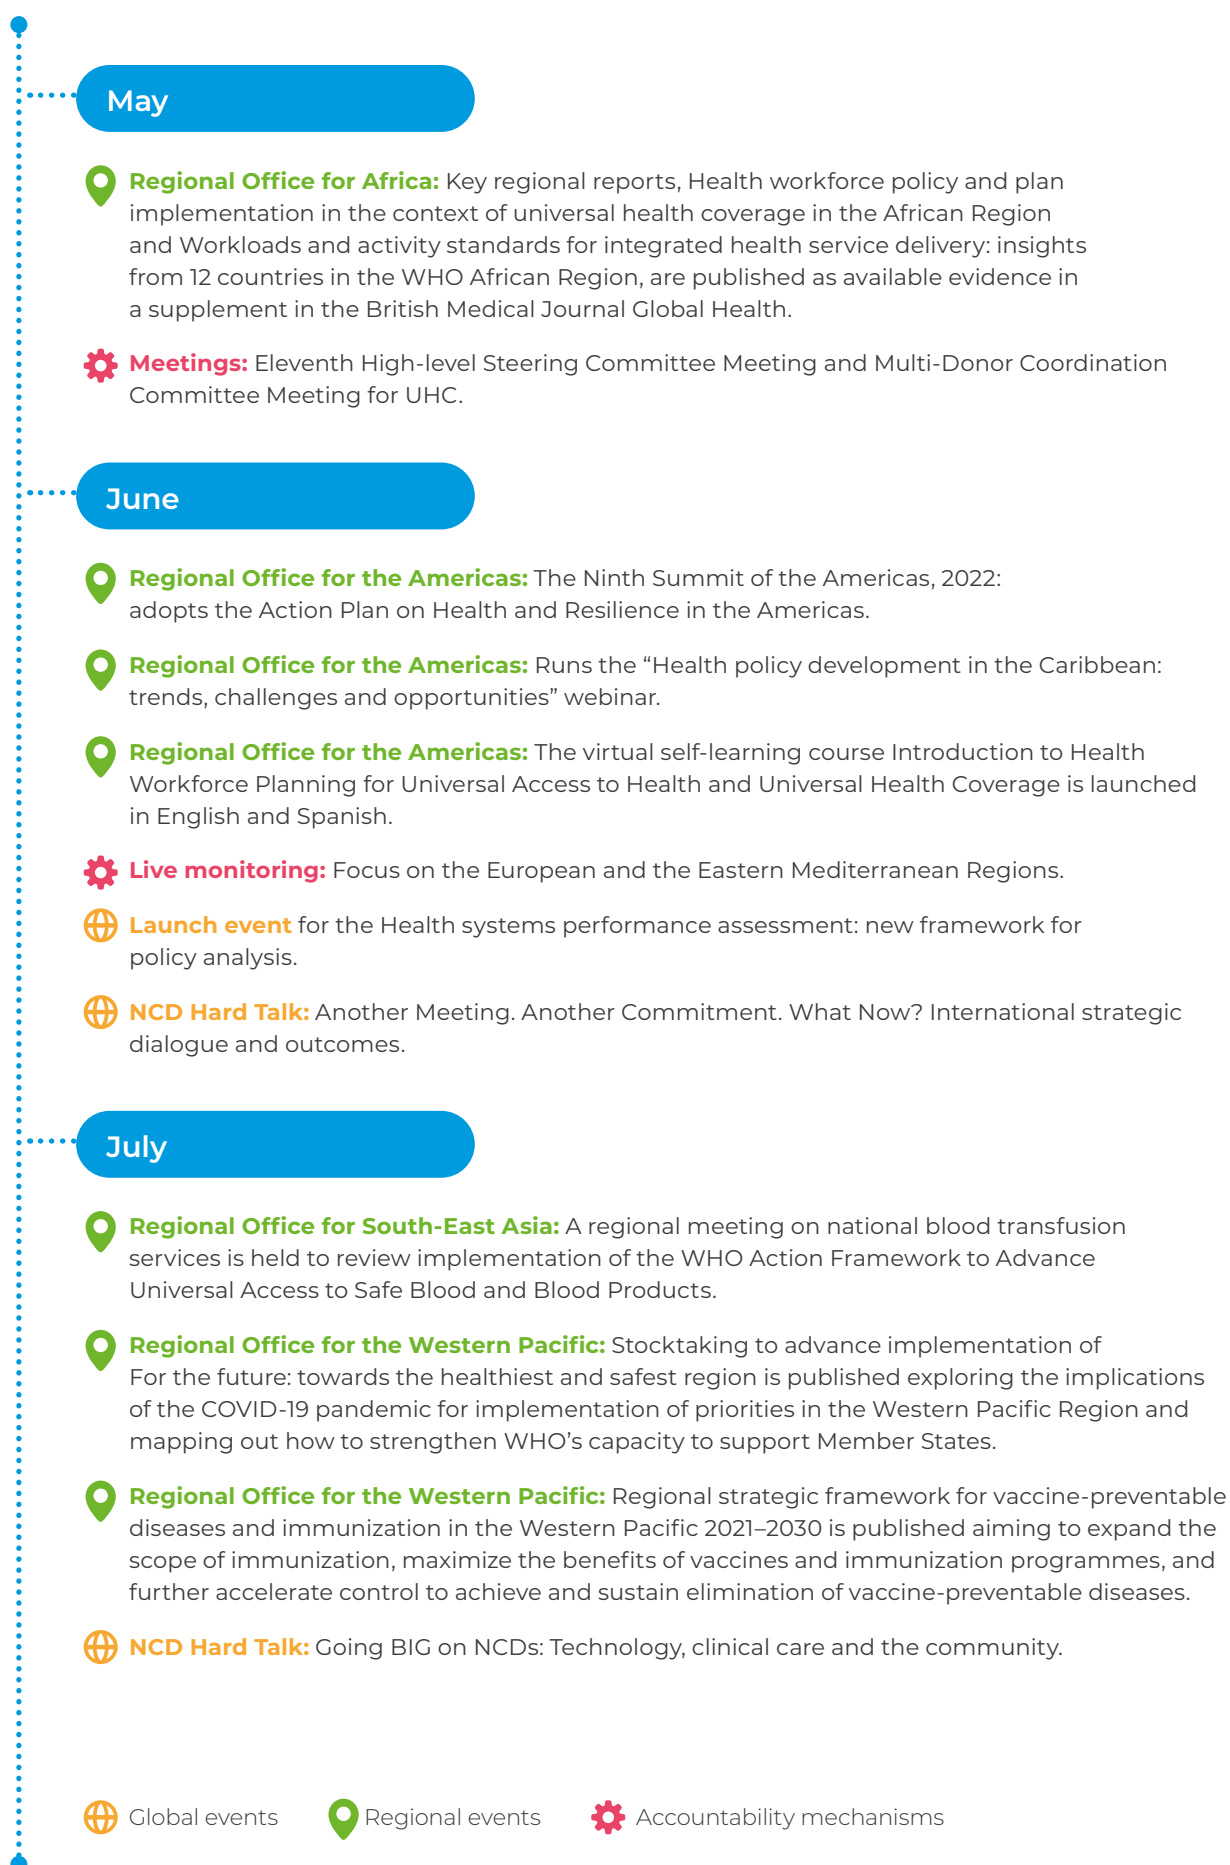 May
Regional Office for Africa: Key regional reports, Health workforce policy and plan
implementation in the context of universal health coverage in the African Region
and Workloads and activity standards for integrated health service delivery: insights
from 12 countries in the WHO African Region, are published as available evidence in
a supplement in the British Medical Journal Global Health.
Meetings: Eleventh High-level Steering Committee Meeting and Multi-Donor Coordination
Committee Meeting for UHC.
June
Regional Office for the Americas: The Ninth Summit of the Americas, 2022:
adopts the Action Plan on Health and Resilience in the Americas.
Regional Office for the Americas: Runs the “Health policy development in the Caribbean:
trends, challenges and opportunities” webinar.
Regional Office for the Americas: The virtual self-learning course Introduction to Health
Workforce Planning for Universal Access to Health and Universal Health Coverage is launched
in English and Spanish.
Live monitoring: Focus on the European and the Eastern Mediterranean Regions.
Launch event for the Health systems performance assessment: new framework for
policy analysis.
NCD Hard Talk: Another Meeting. Another Commitment. What Now? International strategic
dialogue and outcomes.
July
Regional Office for South-East Asia: A regional meeting on national blood transfusion
services is held to review implementation of the WHO Action Framework to Advance
Universal Access to Safe Blood and Blood Products.
Regional Office for the Western Pacific: Stocktaking to advance implementation of
For the future: towards the healthiest and safest region is published exploring the implications
of the COVID-19 pandemic for implementation of priorities in the Western Pacific Region and
mapping out how to strengthen WHO’s capacity to support Member States.
Regional Office for the Western Pacific: Regional strategic framework for vaccine-preventable
diseases and immunization in the Western Pacific 2021–2030 is published aiming to expand the
scope of immunization, maximize the benefits of vaccines and immunization programmes, and
further accelerate control to achieve and sustain elimination of vaccine-preventable diseases.
NCD Hard Talk: Going BIG on NCDs: Technology, clinical care and the community.
Global events Regional events Accountability mechanisms